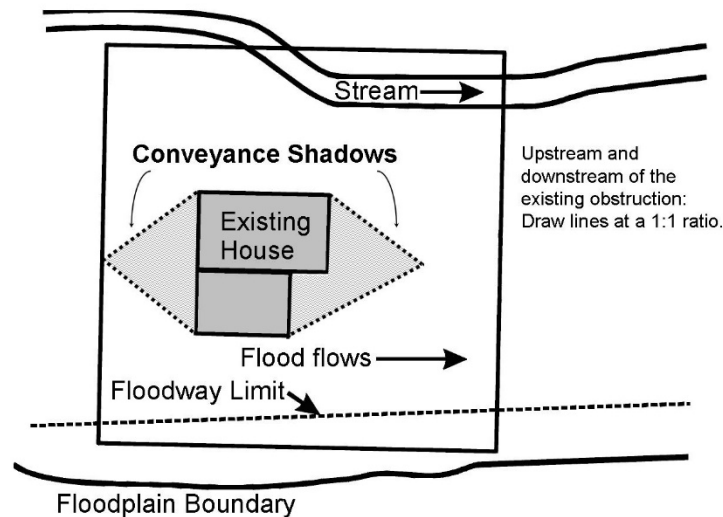 Stream
Conveyance Shadows
Upstream and
downstream of the
existing obstruction:
Draw lines at a 1:1 ratio.
Existing
House
Flood flows
Floodway Limit
Floodplain Boundary